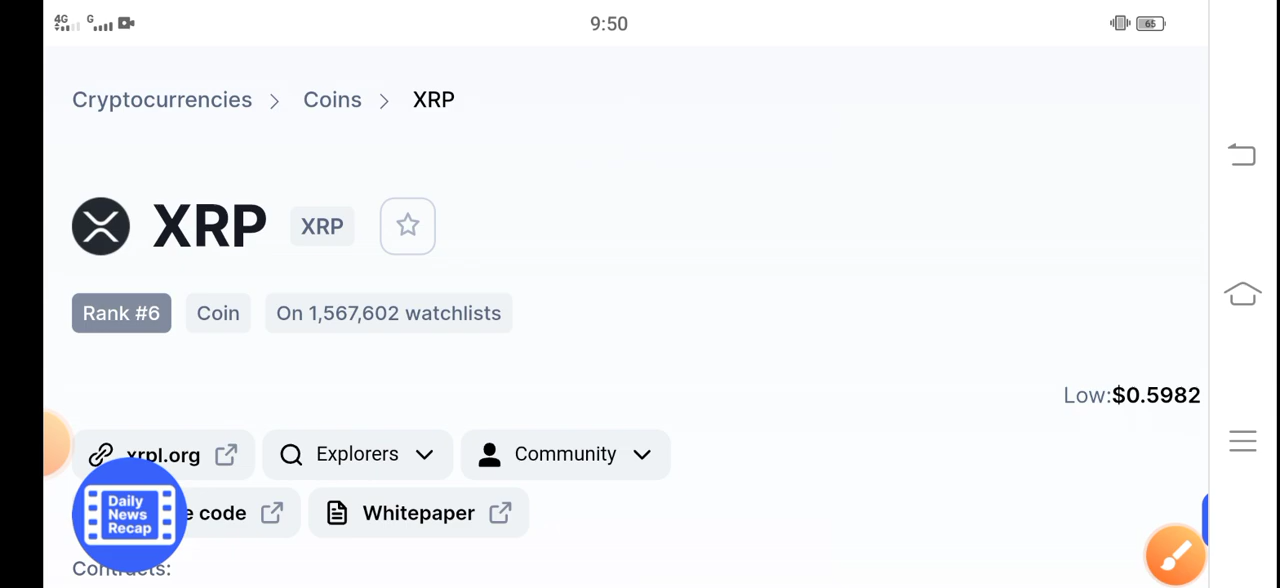 4G G 9:50 65
Cryptocurrencies > Coins > XRP
XRP XRP
Rank #6 Coin On 1,567,602 watchlists
Low:$0.5982
xrpl.org Explorers Community
Daily
News
Recap
e code Whitepaper
Contracts: